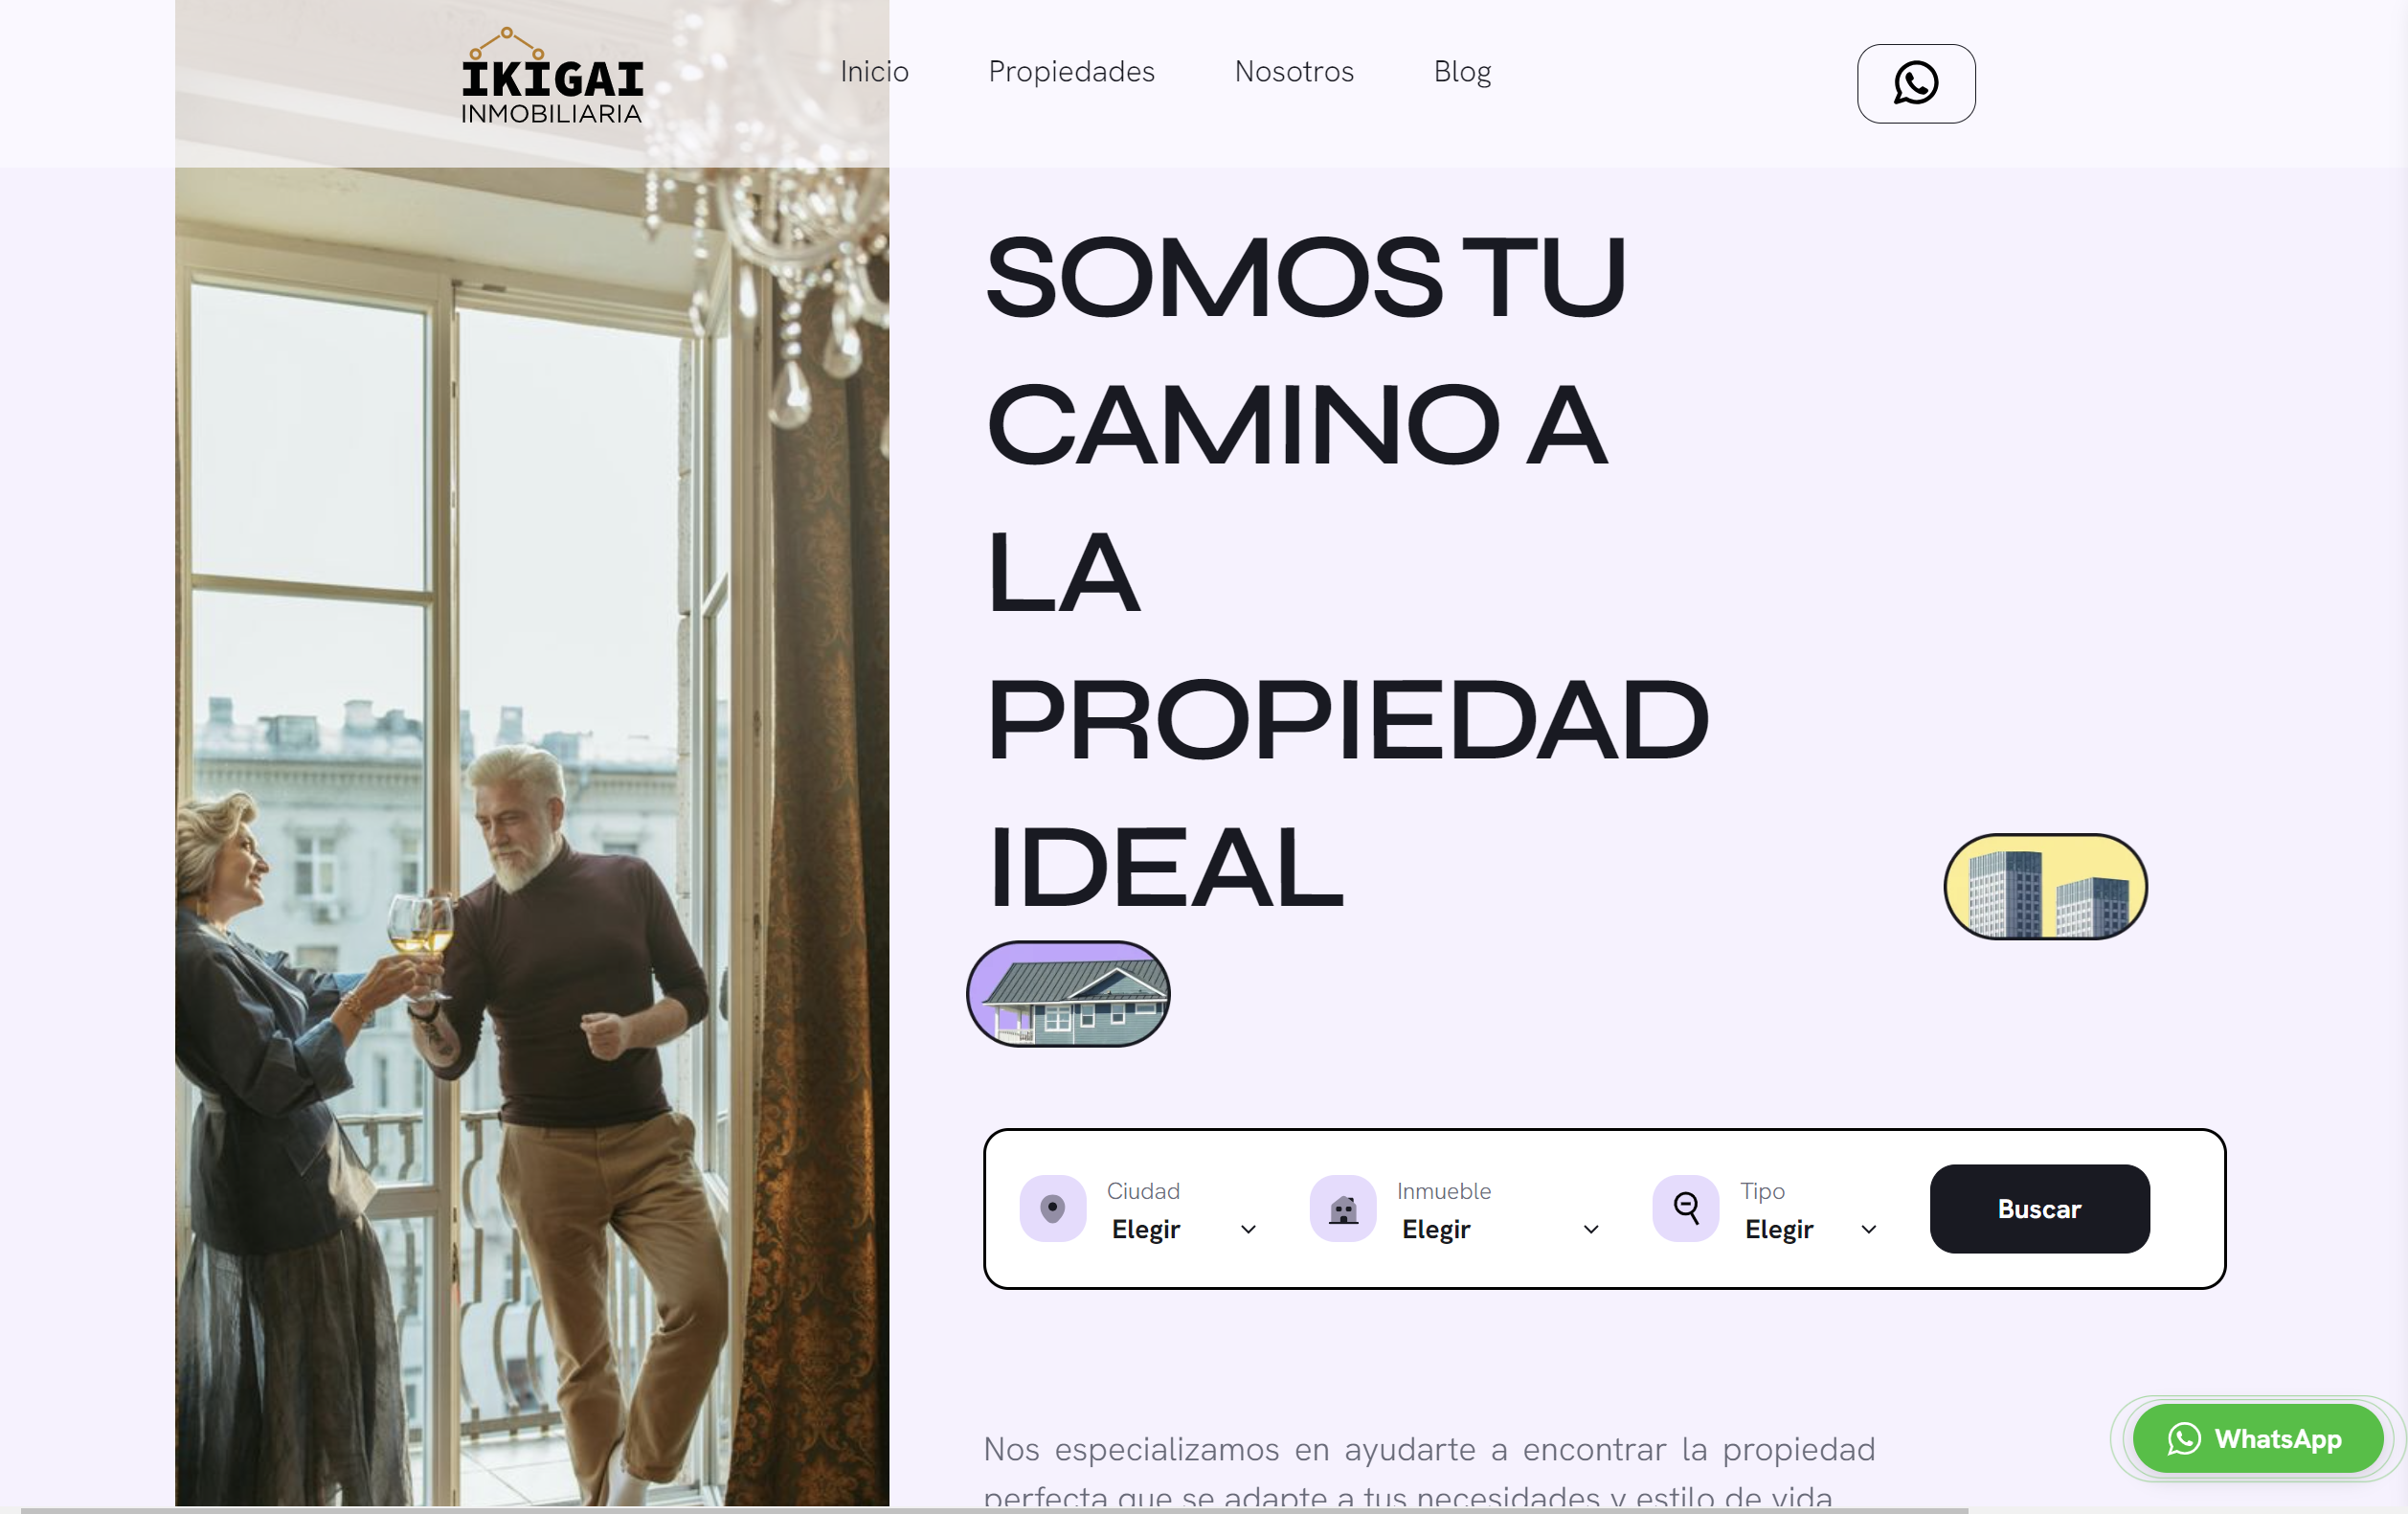 IKIGAI
INMOBILIARIA
Inicio
Propiedades
Nosotros
Blog
SOMOS TU
CAMINO A
LA
PROPIEDAD
IDEAL
Ciudad
Elegir
Inmueble
Elegir
Tipo
Elegir
Buscar
Nos especializamos en ayudarte a encontrar la propiedad
perfecta que se adapte a tus necesidades y estilo de vida
WhatsApp